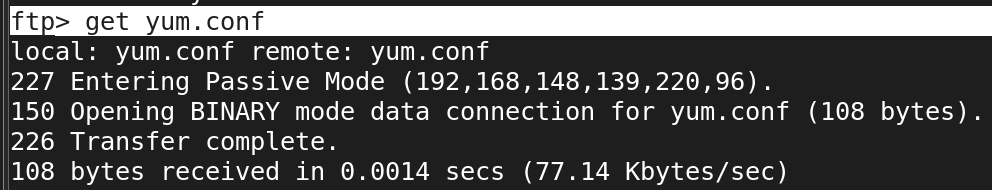 ftp> get yum.conf
local: yum.conf remote: yum.conf
227 Entering Passive Mode (192,168,148,139,220,96).
150 Opening BINARY mode data connection for yum.conf (108 bytes).
226 Transfer complete.
108 bytes received in 0.0014 secs (77.14 Kbytes/sec)